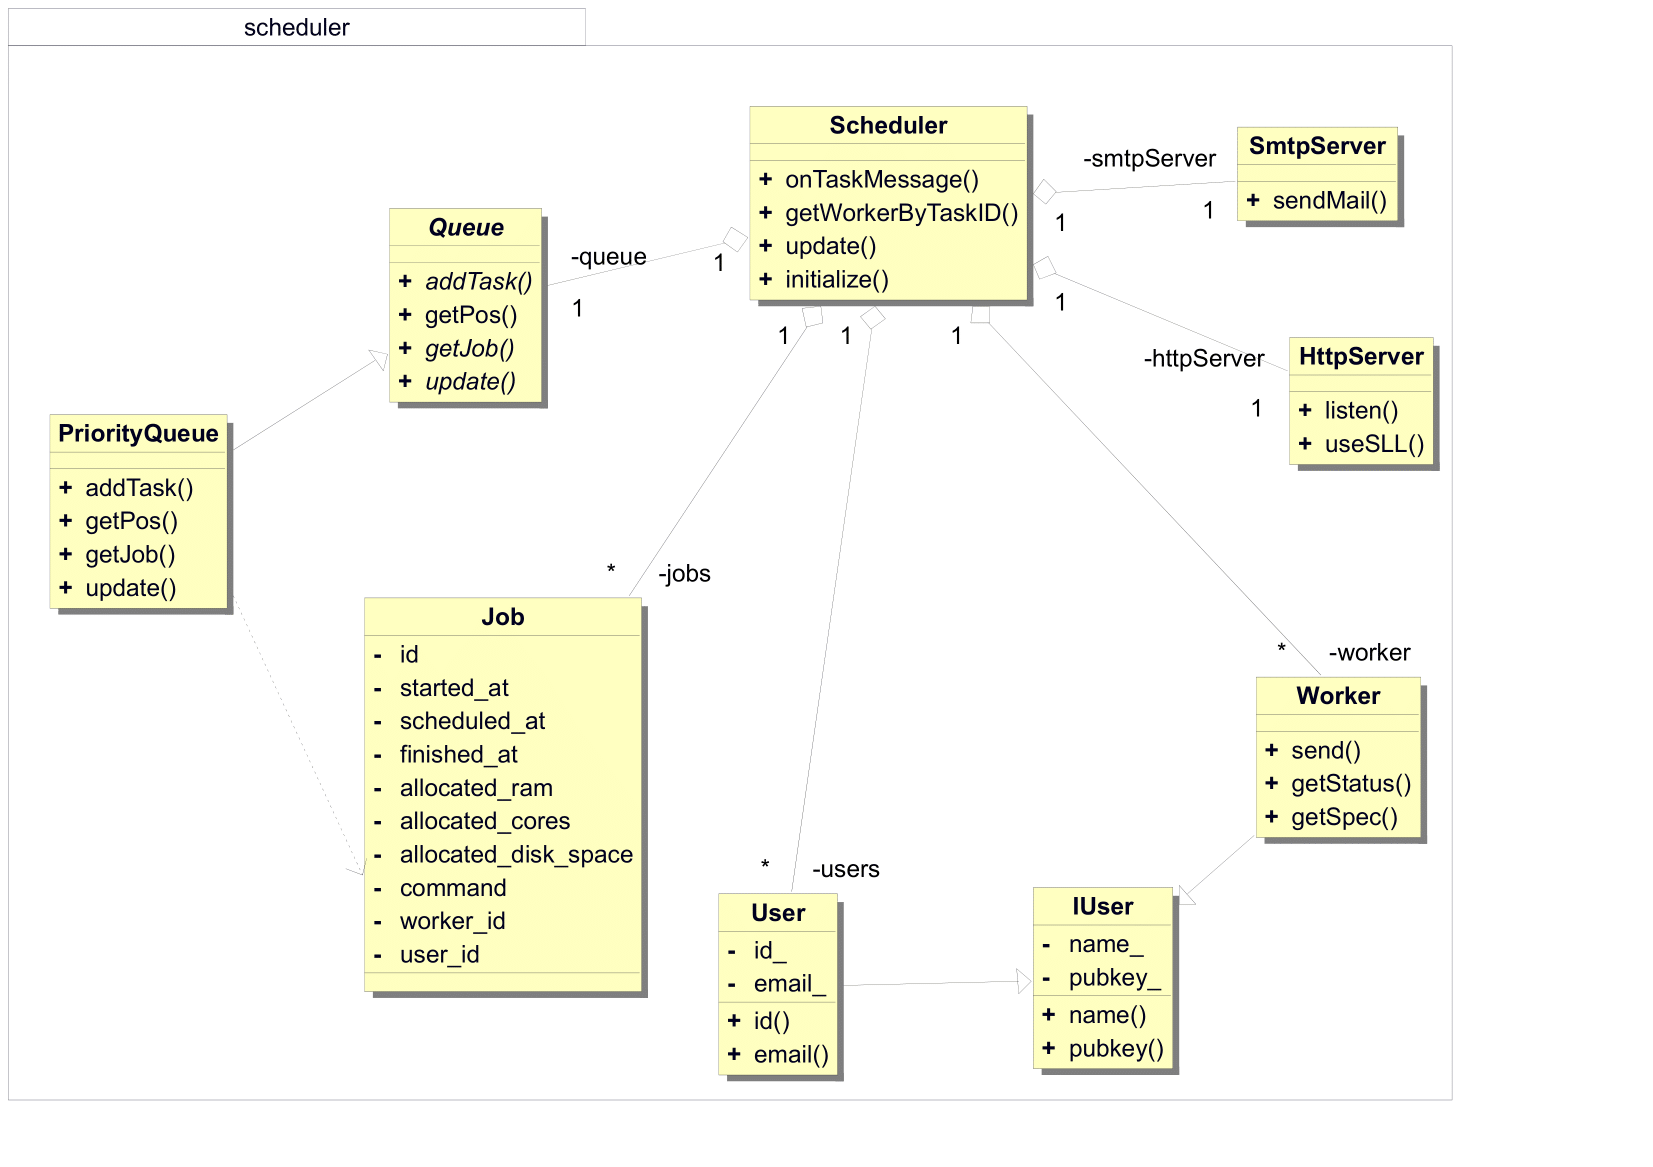 scheduler
Scheduler
+ onTaskMessage()
+ getWorkerByTaskID()
+ update()
+ initialize()
-smtpServer
1
1
SmtpServer
+ sendMail()
Queue
+ addTask()
+ getPos()
+ getJob()
+ update()
-queue
1
1
1
-httpServer
1
HttpServer
+ listen()
+ useSLL()
1
1
1
PriorityQueue
+ addTask()
+ getPos()
+ getJob()
+ update()
*
-jobs
Job
- id
- started_at
- scheduled_at
- finished_at
- allocated_ram
- allocated_cores
- allocated_disk_space
- command
- worker_id
- user_id
*
-worker
Worker
+ send()
+ getStatus()
+ getSpec()
*
-users
User
- id_
- email_
+ id()
+ email()
IUser
- name_
- pubkey_
+ name()
+ pubkey()